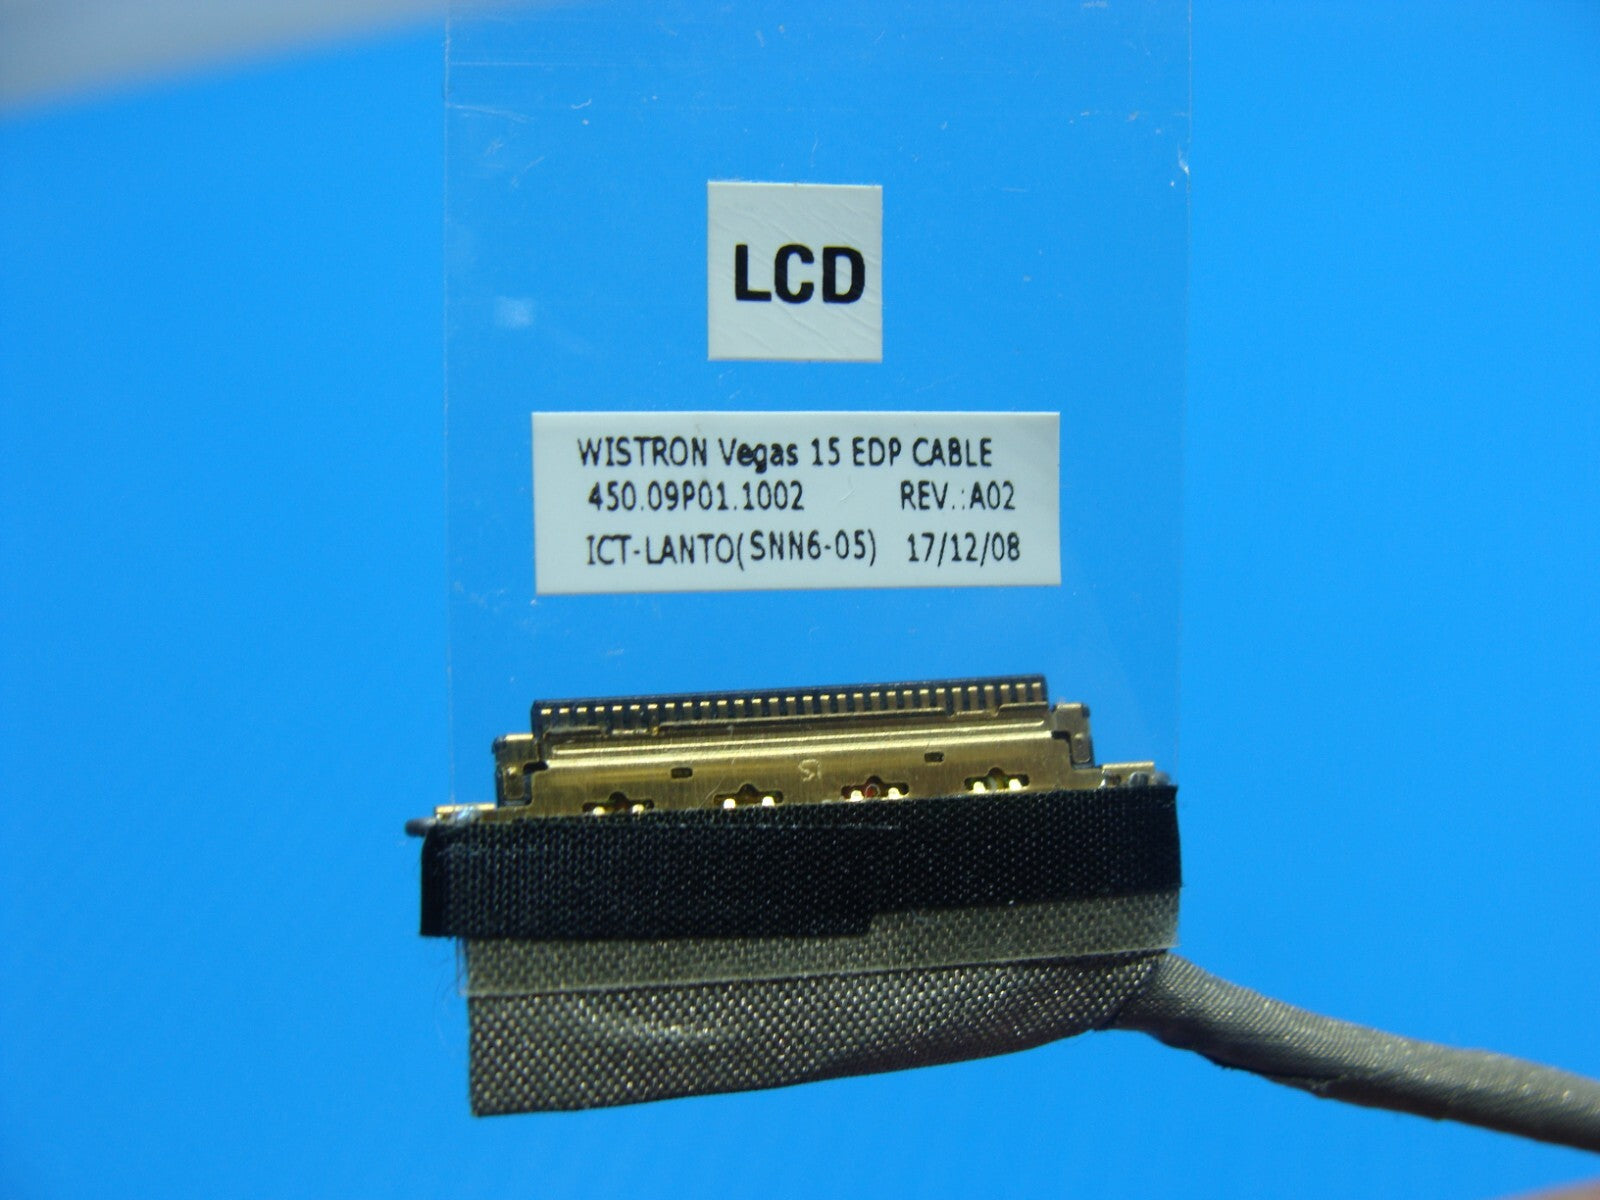 LCD
WISTRON Vegas 15 EDP CABLE
450.09P01.1002 REV.:A02
ICT-LANTO(SNN6-05) 17/12/08